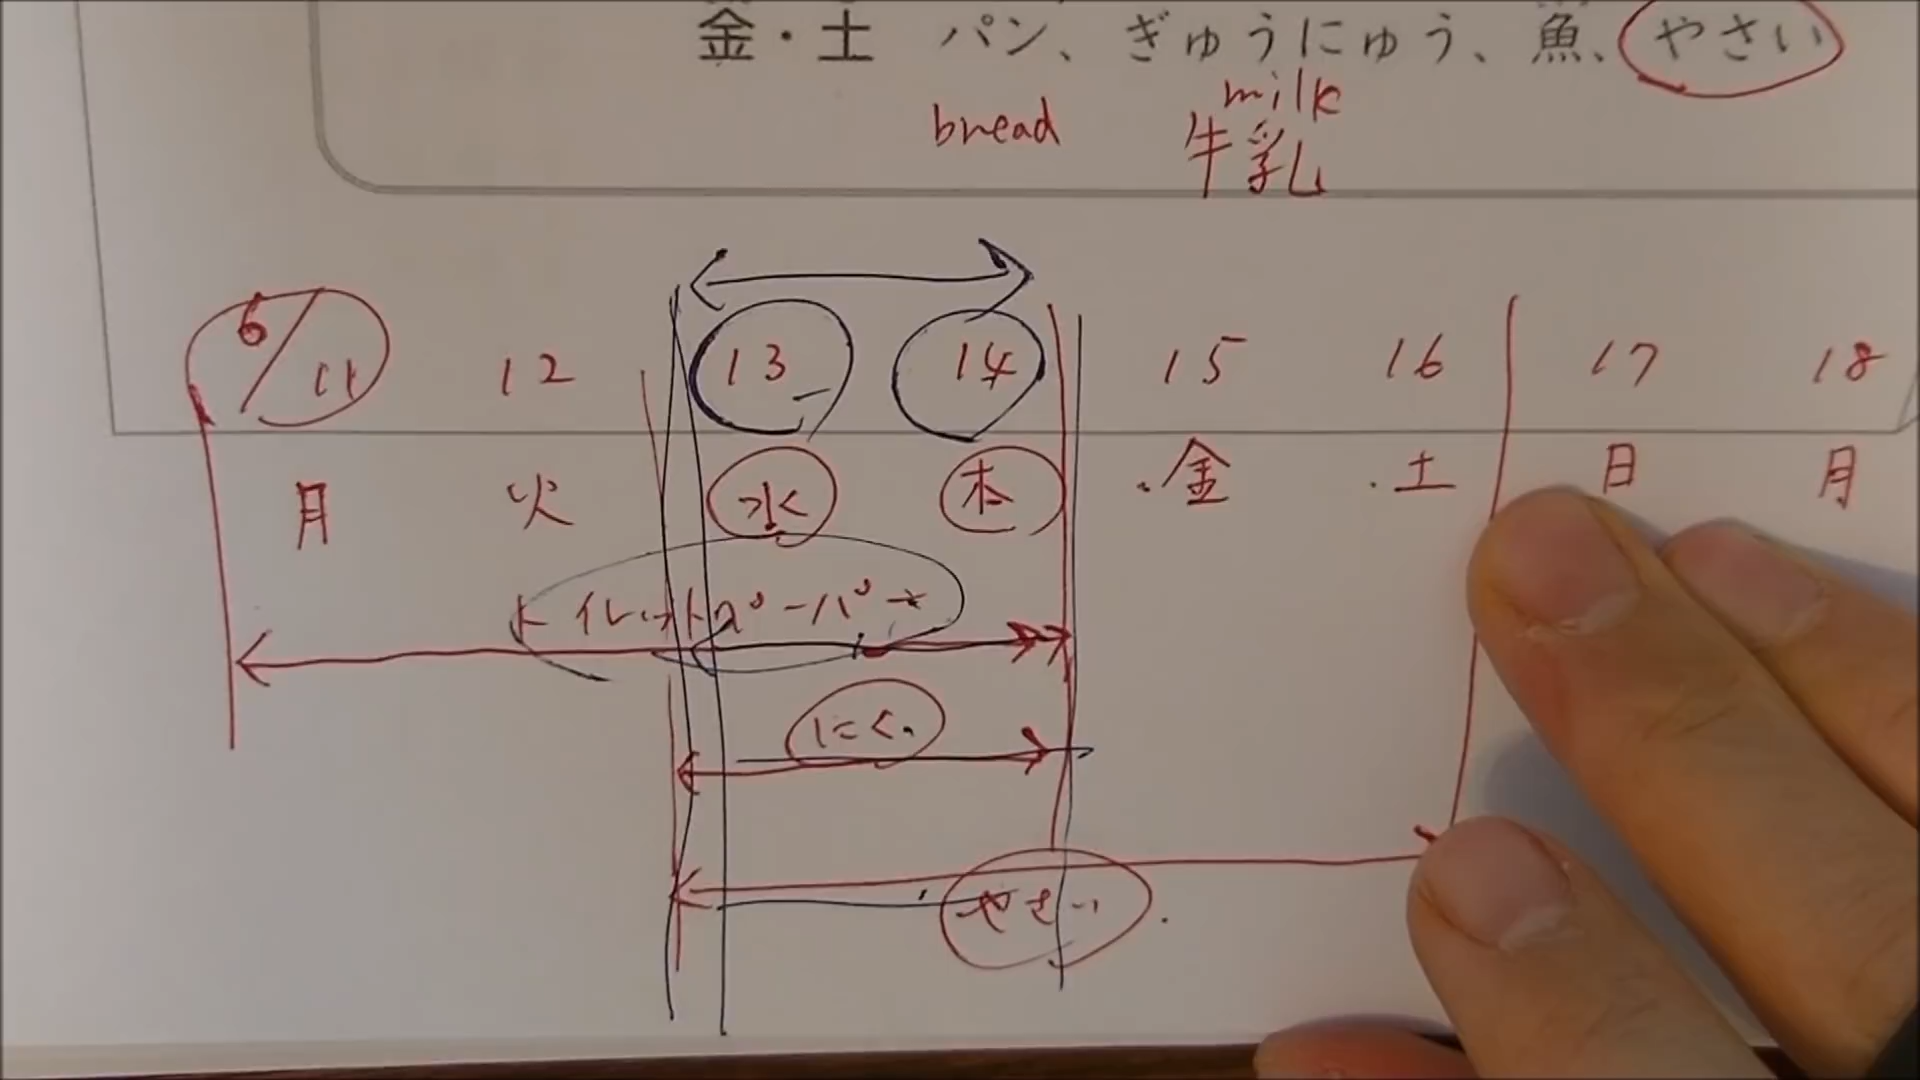 金・土 パン、ぎゅうにゅう、魚、やさい
bread milk
牛乳
6/11 12 13 14 15 16 17 18
月 火 水 木 金 土 日 月
トイレットペーパー
にく
やさい